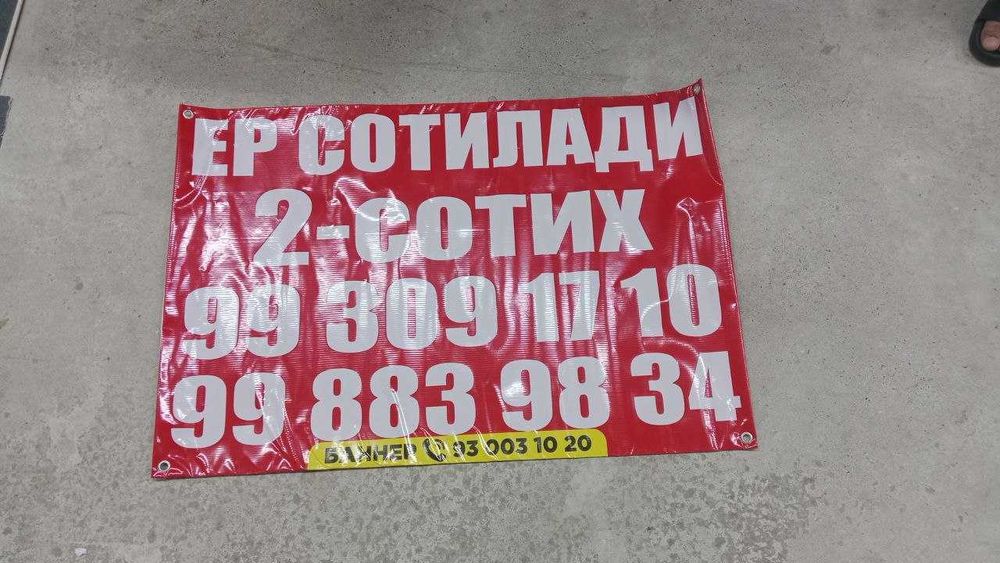 ЕР СОТИЛАДИ
2-СОТИХ
99 309 17 10
99 883 98 34
БАННЕР 93 003 10 20